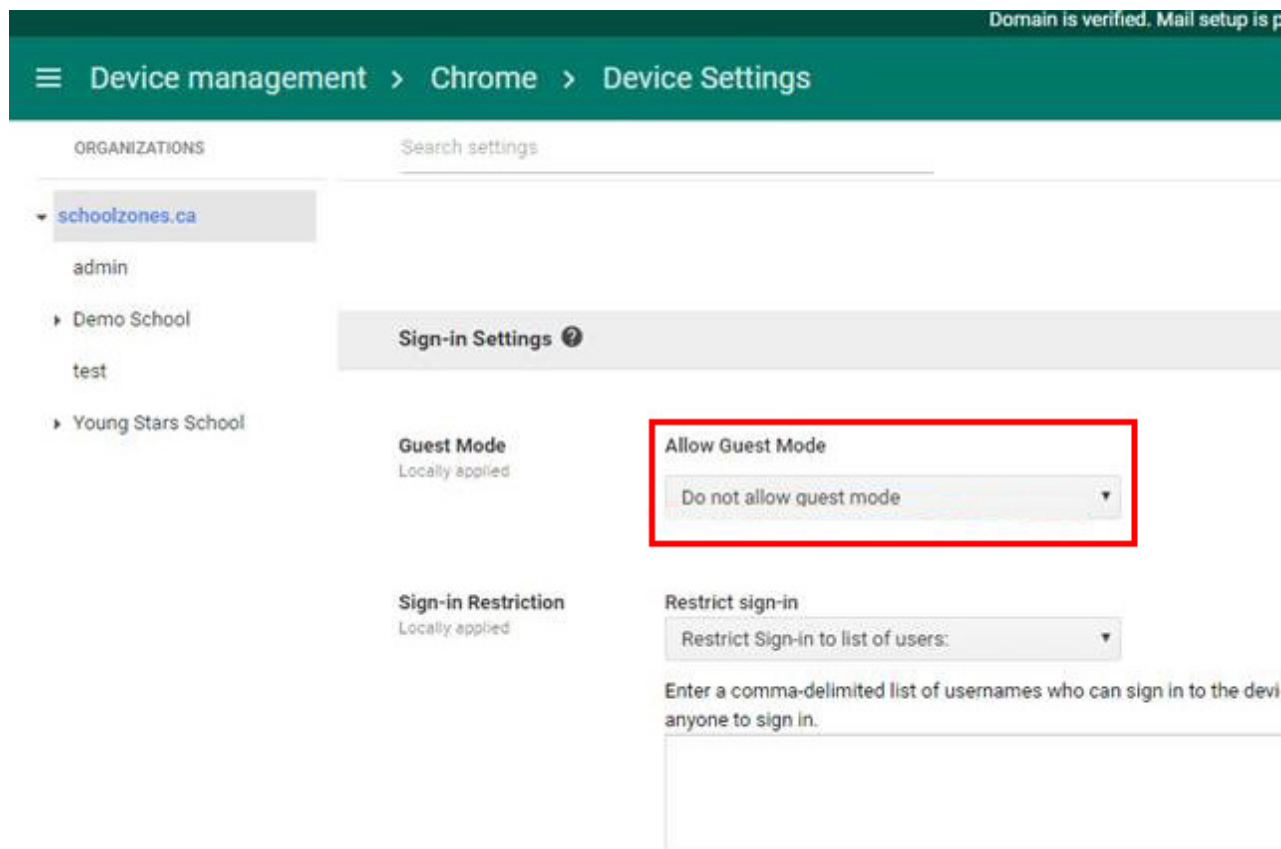 Domain is verified. Mail setup is p
Device management > Chrome > Device Settings
ORGANIZATIONS
Search settings
schoolzones.ca
admin
Demo School
test
Young Stars School
Sign-in Settings
Guest Mode
Locally applied
Allow Guest Mode
Do not allow guest mode
Sign-in Restriction
Locally applied
Restrict sign-in
Restrict Sign-in to list of users:
Enter a comma-delimited list of usernames who can sign in to the devi
anyone to sign in.